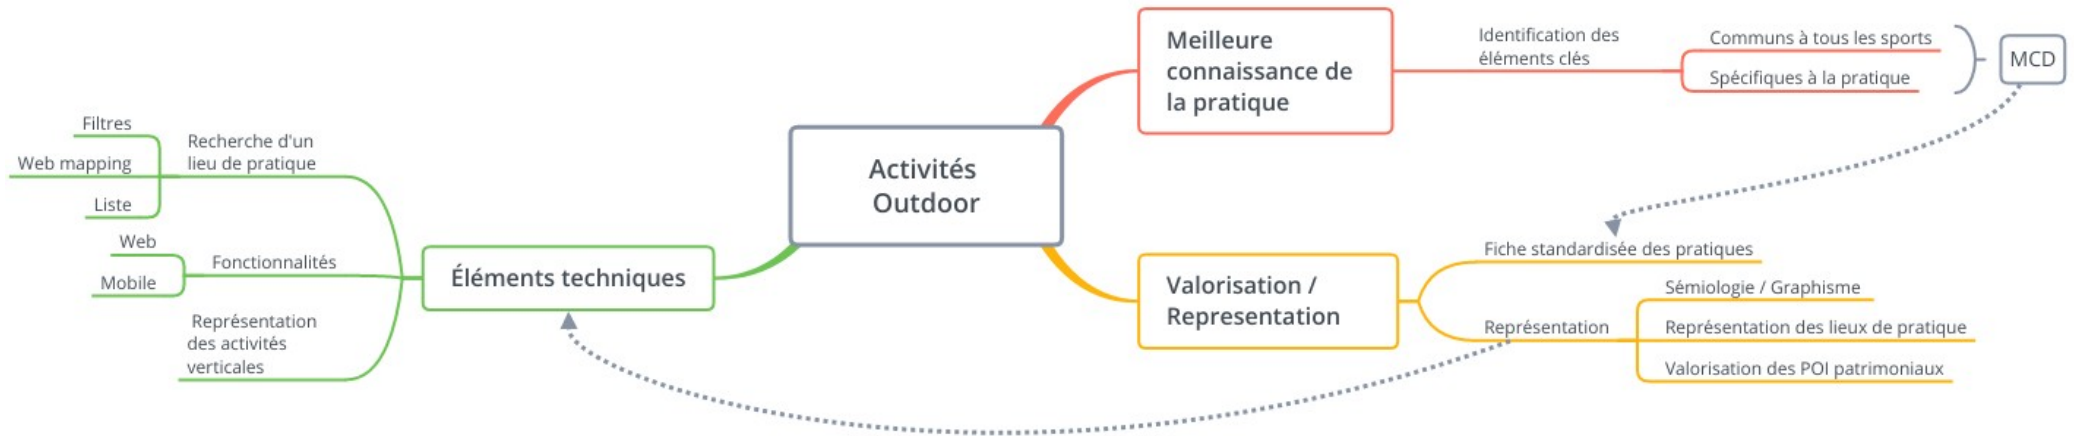 Meilleure
connaissance de
la pratique
Identification des
éléments clés
Communs à tous les sports
Spécifiques à la pratique
MCD
Filtres
Web mapping
Liste
Recherche d'un
lieu de pratique
Web
Mobile
Fonctionnalités
Représentation
des activités
verticales
Éléments techniques
Activités
Outdoor
Valorisation /
Representation
Fiche standardisée des pratiques
Représentation
Sémiologie / Graphisme
Représentation des lieux de pratique
Valorisation des POI patrimoniaux